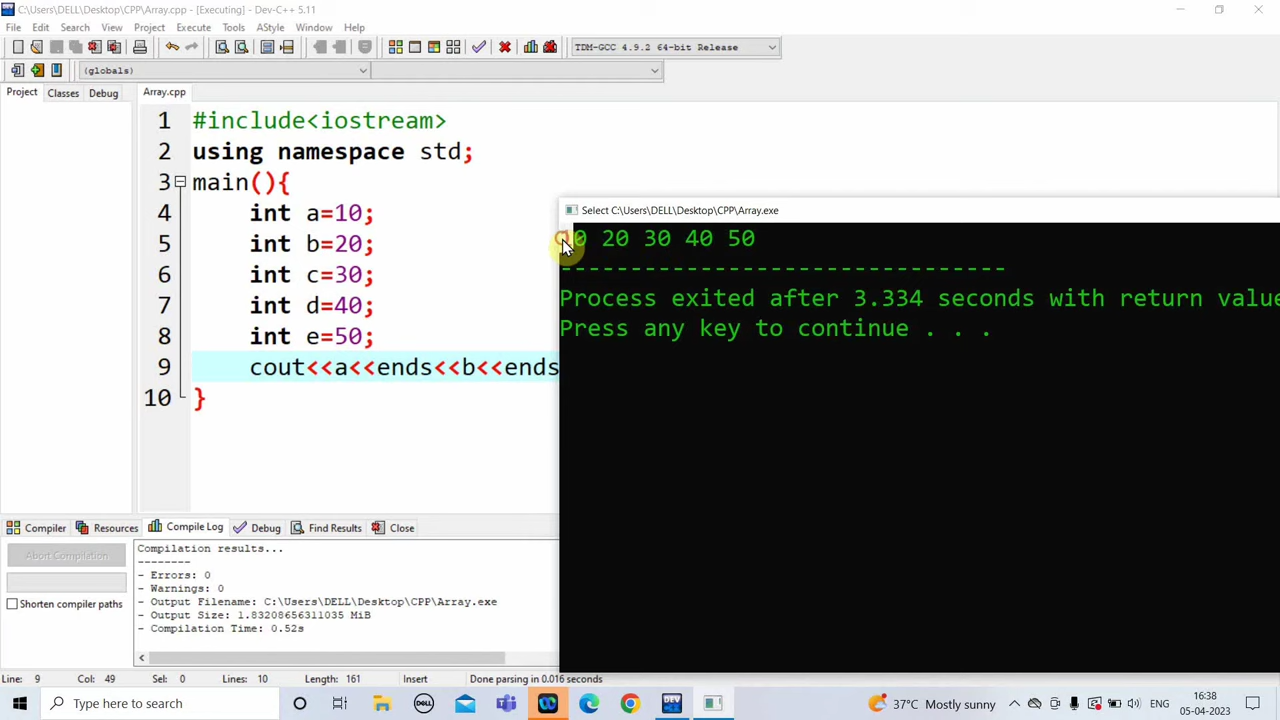 C:\Users\DELL\Desktop\CPP\Array.cpp - [Executing] - Dev-C++ 5.11
File Edit Search View Project Execute Tools AStyle Window Help
TDM-GCC 4.9.2 64-bit Release
(globals)
Project Classes Debug
Array.cpp
1 #include<iostream>
2 using namespace std;
3 main(){
4 int a=10;
5 int b=20;
6 int c=30;
7 int d=40;
8 int e=50;
9 cout<<a<<ends<<b<<ends
10 }
Select C:\Users\DELL\Desktop\CPP\Array.exe
20 30 40 50
--------------------------------
Process exited after 3.334 seconds with return value
Press any key to continue . . .
Compiler Resources Compile Log Debug Find Results Close
Abort Compilation
Shorten compiler paths
Compilation results...
--------
- Errors: 0
- Warnings: 0
- Output Filename: C:\Users\DELL\Desktop\CPP\Array.exe
- Output Size: 1.83208656311035 MiB
- Compilation Time: 0.52s
Line: 9 Col: 49 Sel: 0 Lines: 10 Length: 161 Insert Done parsing in 0.016 seconds
Type here to search
DELL
37°C Mostly sunny
ENG
16:38
05-04-2023